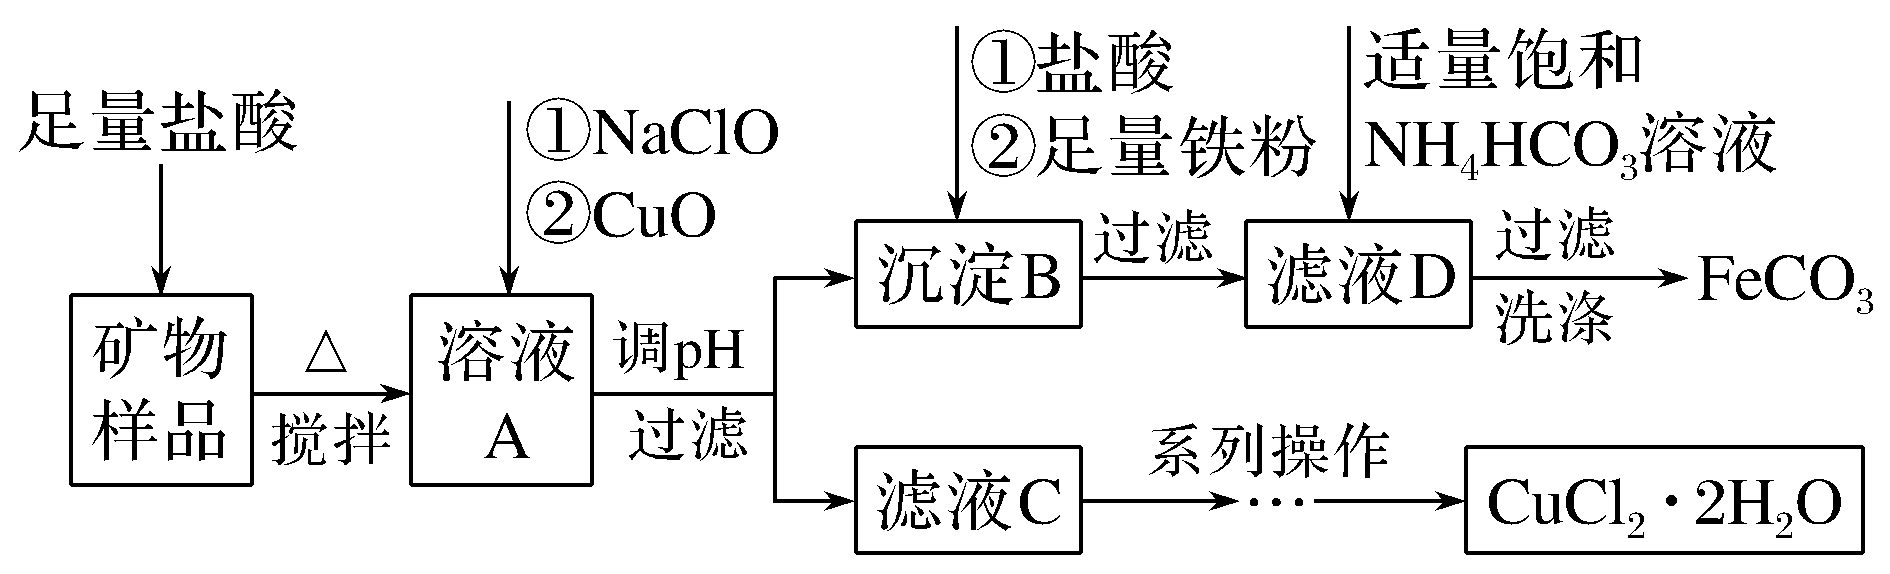 足量盐酸
矿物
样品
△
搅拌
①NaClO
②CuO
溶液
A
调pH
过滤
①盐酸
②足量铁粉
沉淀B
过滤
适量饱和
NH₄HCO₃溶液
滤液D
过滤
洗涤
FeCO₃
滤液C
系列操作
…
CuCl₂·2H₂O